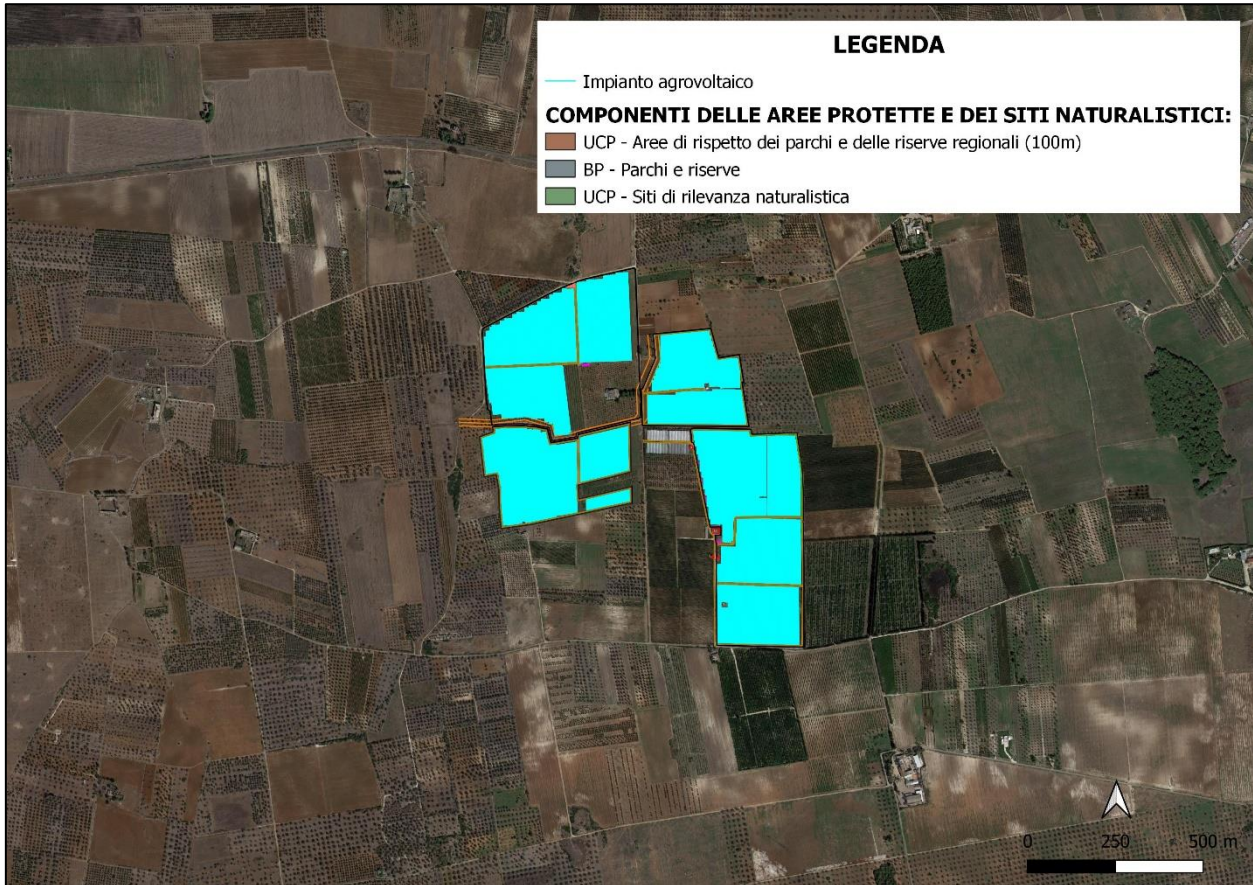 LEGENDA
Impianto agrovoltaico
COMPONENTI DELLE AREE PROTETTE E DEI SITI NATURALISTICI:
UCP - Aree di rispetto dei parchi e delle riserve regionali (100m)
BP - Parchi e riserve
UCP - Siti di rilevanza naturalistica
0 250 500 m